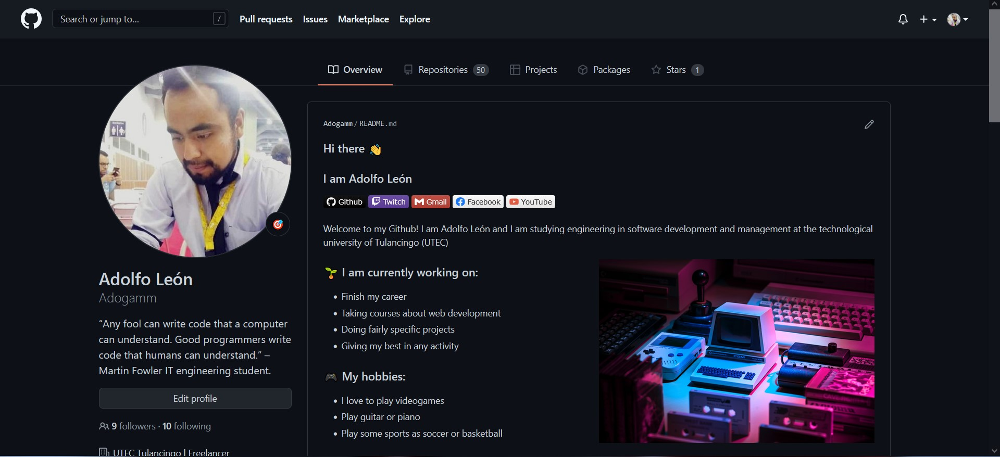 Search or jump to... /
Pull requests Issues Marketplace Explore
Overview Repositories 50 Projects Packages Stars 1
Adogamm / README.md
Hi there 👋
I am Adolfo León
Github Twitch Gmail Facebook YouTube
Welcome to my Github! I am Adolfo León and I am studying engineering in software development and management at the technological
university of Tulancingo (UTEC)
I am currently working on:
Finish my career
Taking courses about web development
Doing fairly specific projects
Giving my best in any activity
My hobbies:
I love to play videogames
Play guitar or piano
Play some sports as soccer or basketball
Adolfo León
Adogamm
“Any fool can write code that a computer
can understand. Good programmers write
code that humans can understand.” –
Martin Fowler IT engineering student.
Edit profile
9 followers · 10 following
UTEC Tulancingo | Freelancer